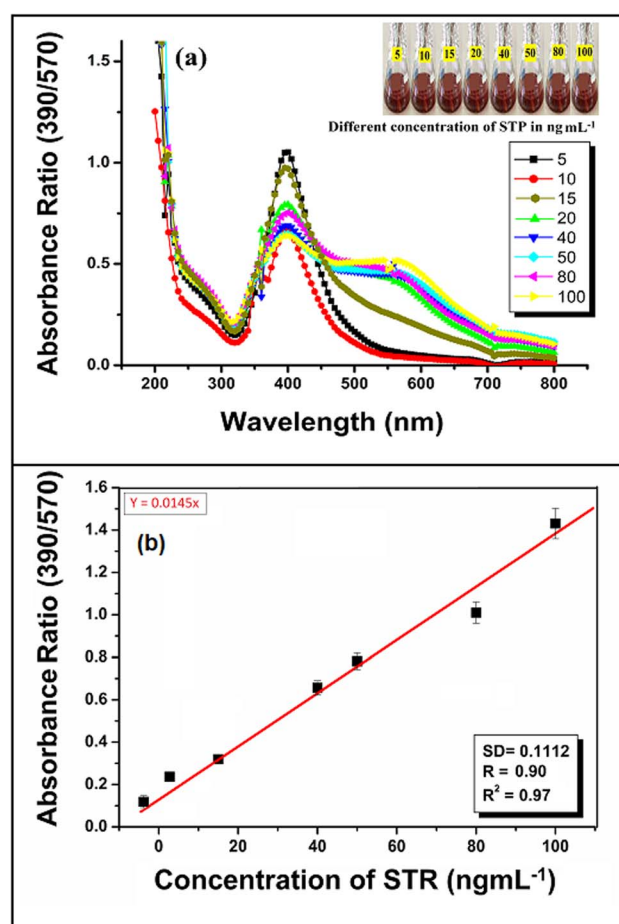 (a)
5 10 15 20 40 50 80 100
Different concentration of STP in ng mL⁻¹
Absorbance Ratio (390/570)
1.5
1.0
0.5
0.0
5
10
15
20
40
50
80
100
200 300 400 500 600 700 800
Wavelength (nm)
Y = 0.0145x
(b)
Absorbance Ratio (390/570)
1.6
1.4
1.2
1.0
0.8
0.6
0.4
0.2
0.0
SD= 0.1112
R = 0.90
R² = 0.97
0 20 40 60 80 100
Concentration of STR (ngmL⁻¹)